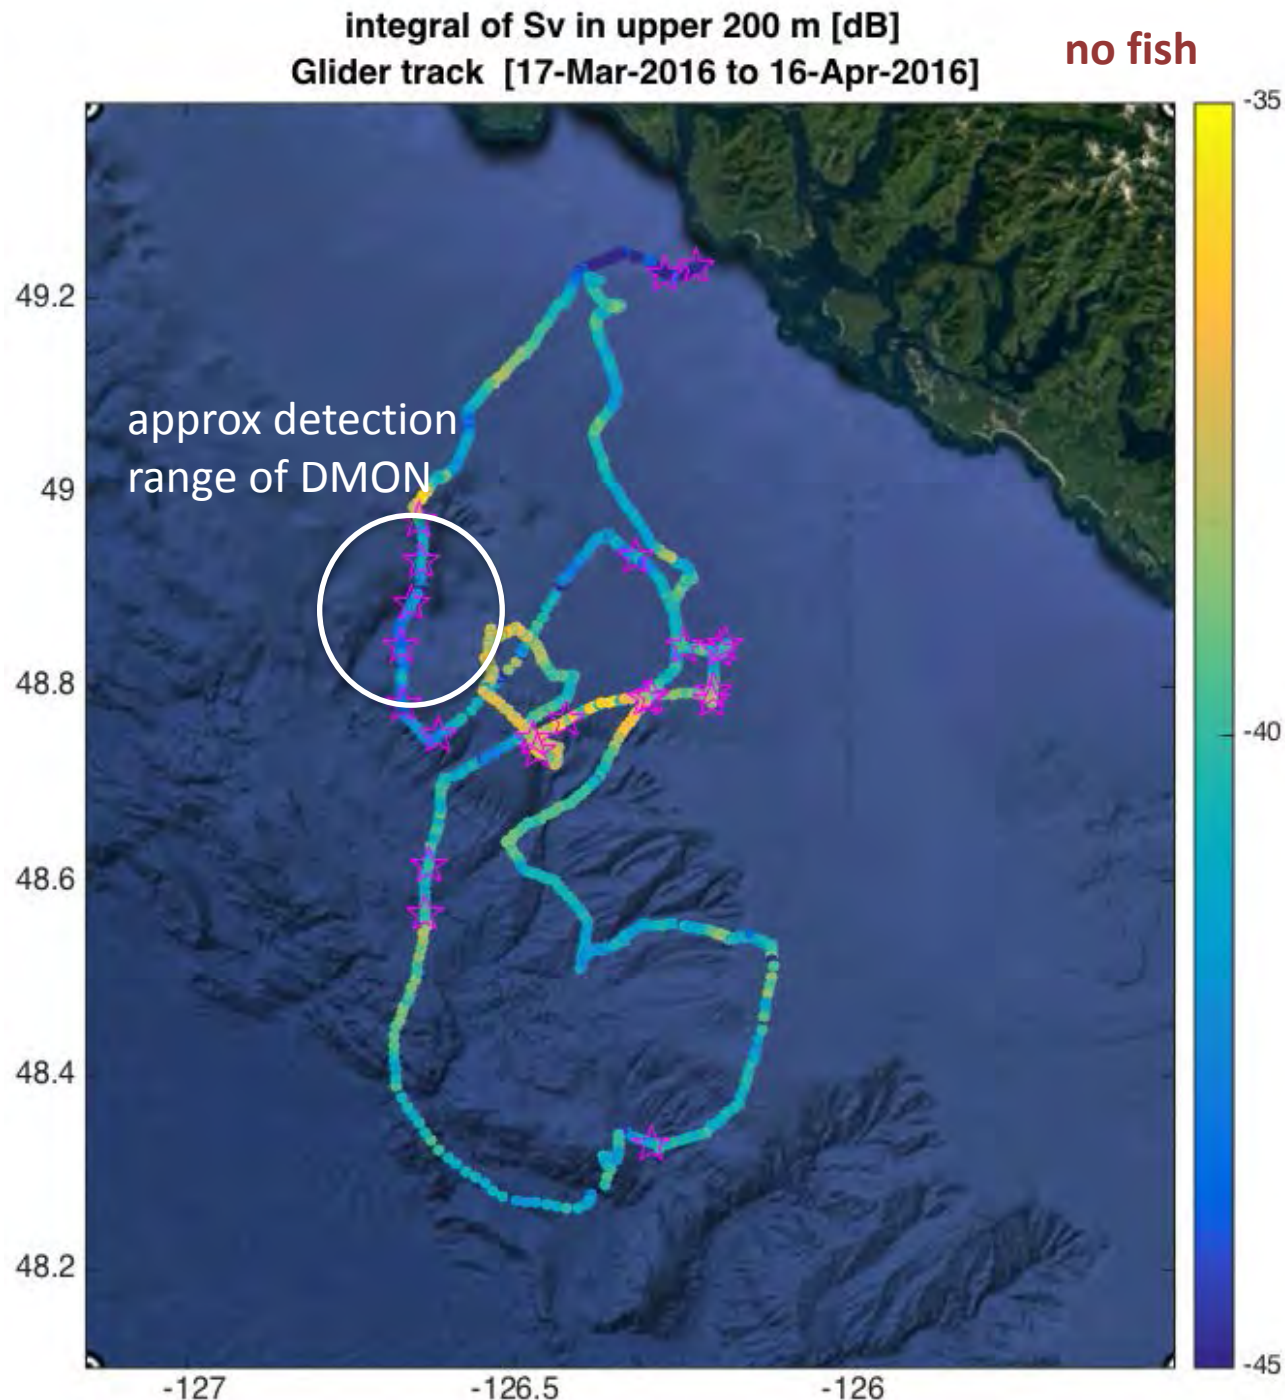 integral of Sv in upper 200 m [dB]
Glider track [17-Mar-2016 to 16-Apr-2016]
no fish
-35
49.2
approx detection
range of DMON
49
48.8
-40
48.6
48.4
48.2
-45
-127
-126.5
-126